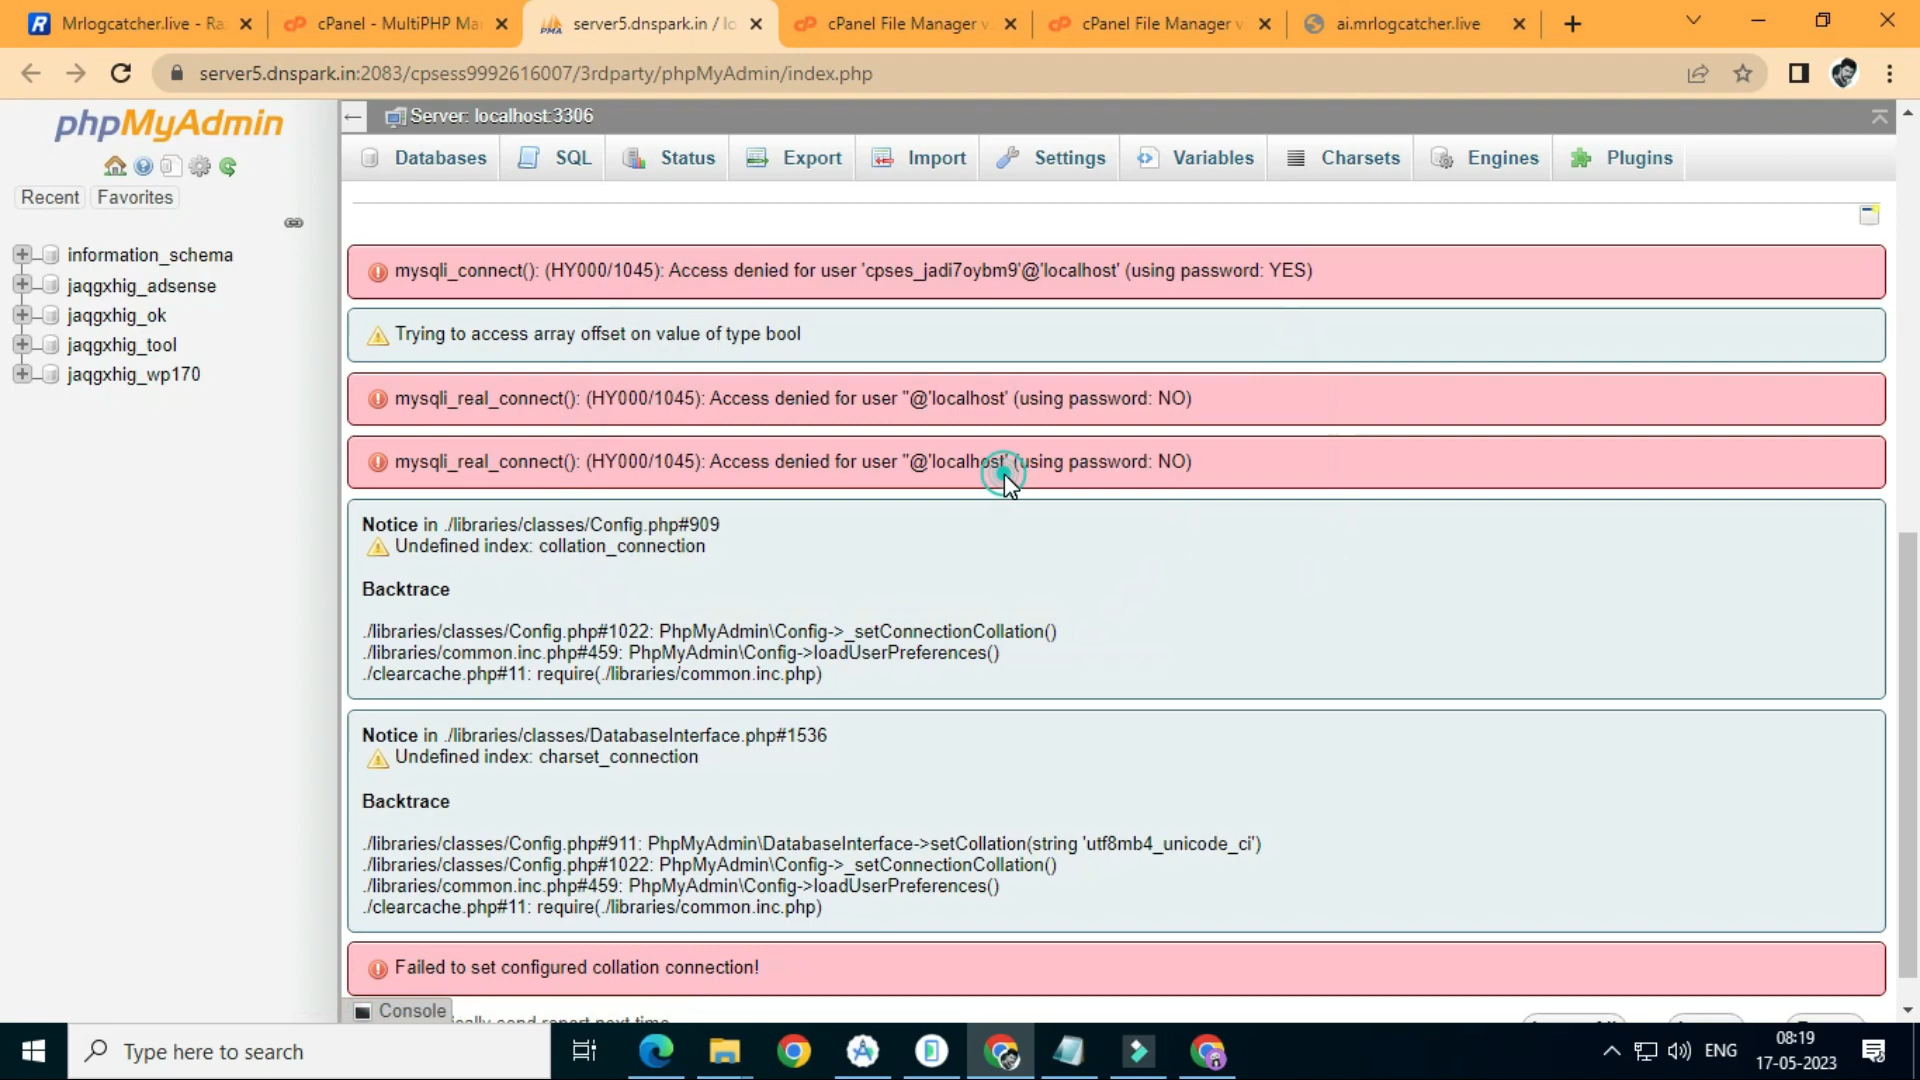 Mrlogcatcher.live - Ra
cPanel - MultiPHP Ma
server5.dnspark.in / lo
cPanel File Manager v
cPanel File Manager v
ai.mrlogcatcher.live
server5.dnspark.in:2083/cpsess9992616007/3rdparty/phpMyAdmin/index.php
phpMyAdmin
Server: localhost:3306
Databases
SQL
Status
Export
Import
Settings
Variables
Charsets
Engines
Plugins
Recent
Favorites
information_schema
jaqgxhig_adsense
jaqgxhig_ok
jaqgxhig_tool
jaqgxhig_wp170
mysqli_connect(): (HY000/1045): Access denied for user 'cpses_jadi7oybm9'@'localhost' (using password: YES)
Trying to access array offset on value of type bool
mysqli_real_connect(): (HY000/1045): Access denied for user ''@'localhost' (using password: NO)
mysqli_real_connect(): (HY000/1045): Access denied for user ''@'localhost' (using password: NO)
Notice in ./libraries/classes/Config.php#909
Undefined index: collation_connection
Backtrace
./libraries/classes/Config.php#1022: PhpMyAdmin\Config->_setConnectionCollation()
./libraries/common.inc.php#459: PhpMyAdmin\Config->loadUserPreferences()
./clearcache.php#11: require(./libraries/common.inc.php)
Notice in ./libraries/classes/DatabaseInterface.php#1536
Undefined index: charset_connection
Backtrace
./libraries/classes/Config.php#911: PhpMyAdmin\DatabaseInterface->setCollation(string 'utf8mb4_unicode_ci')
./libraries/classes/Config.php#1022: PhpMyAdmin\Config->_setConnectionCollation()
./libraries/common.inc.php#459: PhpMyAdmin\Config->loadUserPreferences()
./clearcache.php#11: require(./libraries/common.inc.php)
Failed to set configured collation connection!
Console
Type here to search
ENG
08:19
17-05-2023